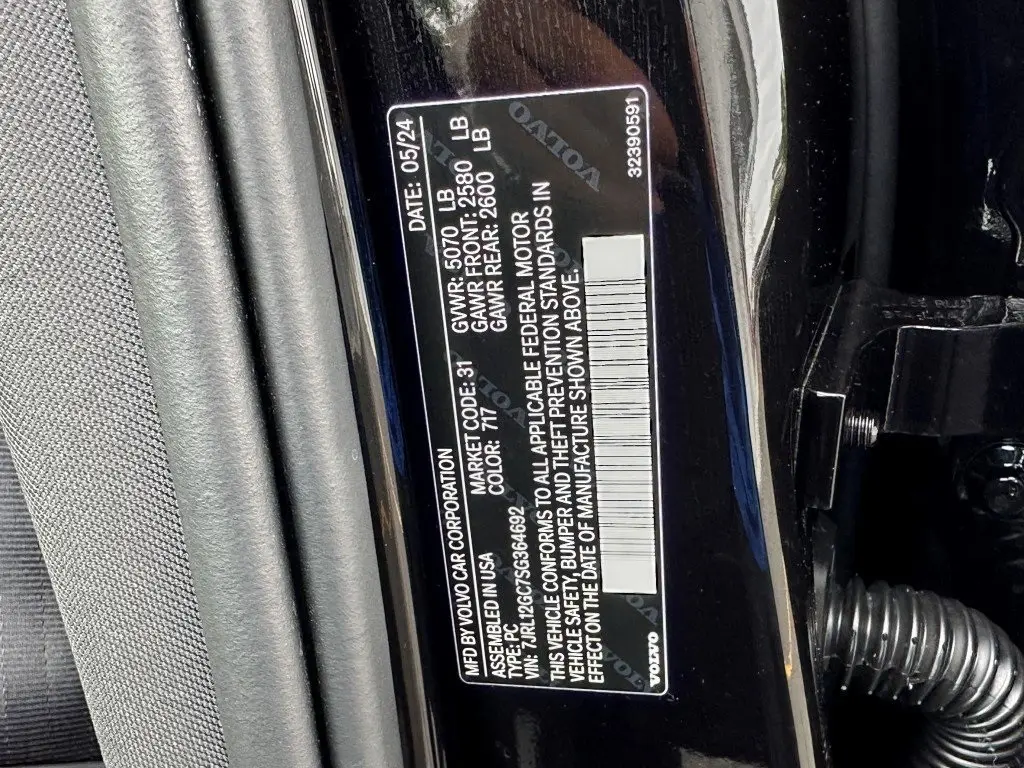 DATE: 05/24
MFD BY VOLVO CAR CORPORATION
GVWR: 5070 LB
ASSEMBLED IN USA MARKET CODE: 31 GAWR FRONT: 2580 LB
TYPE: PC COLOR: 717 GAWR REAR: 2600 LB
VIN: 7JRL12GC7SG364692
THIS VEHICLE CONFORMS TO ALL APPLICABLE FEDERAL MOTOR
VEHICLE SAFETY, BUMPER AND THEFT PREVENTION STANDARDS IN
EFFECT ON THE DATE OF MANUFACTURE SHOWN ABOVE.
VOLVO 32390591